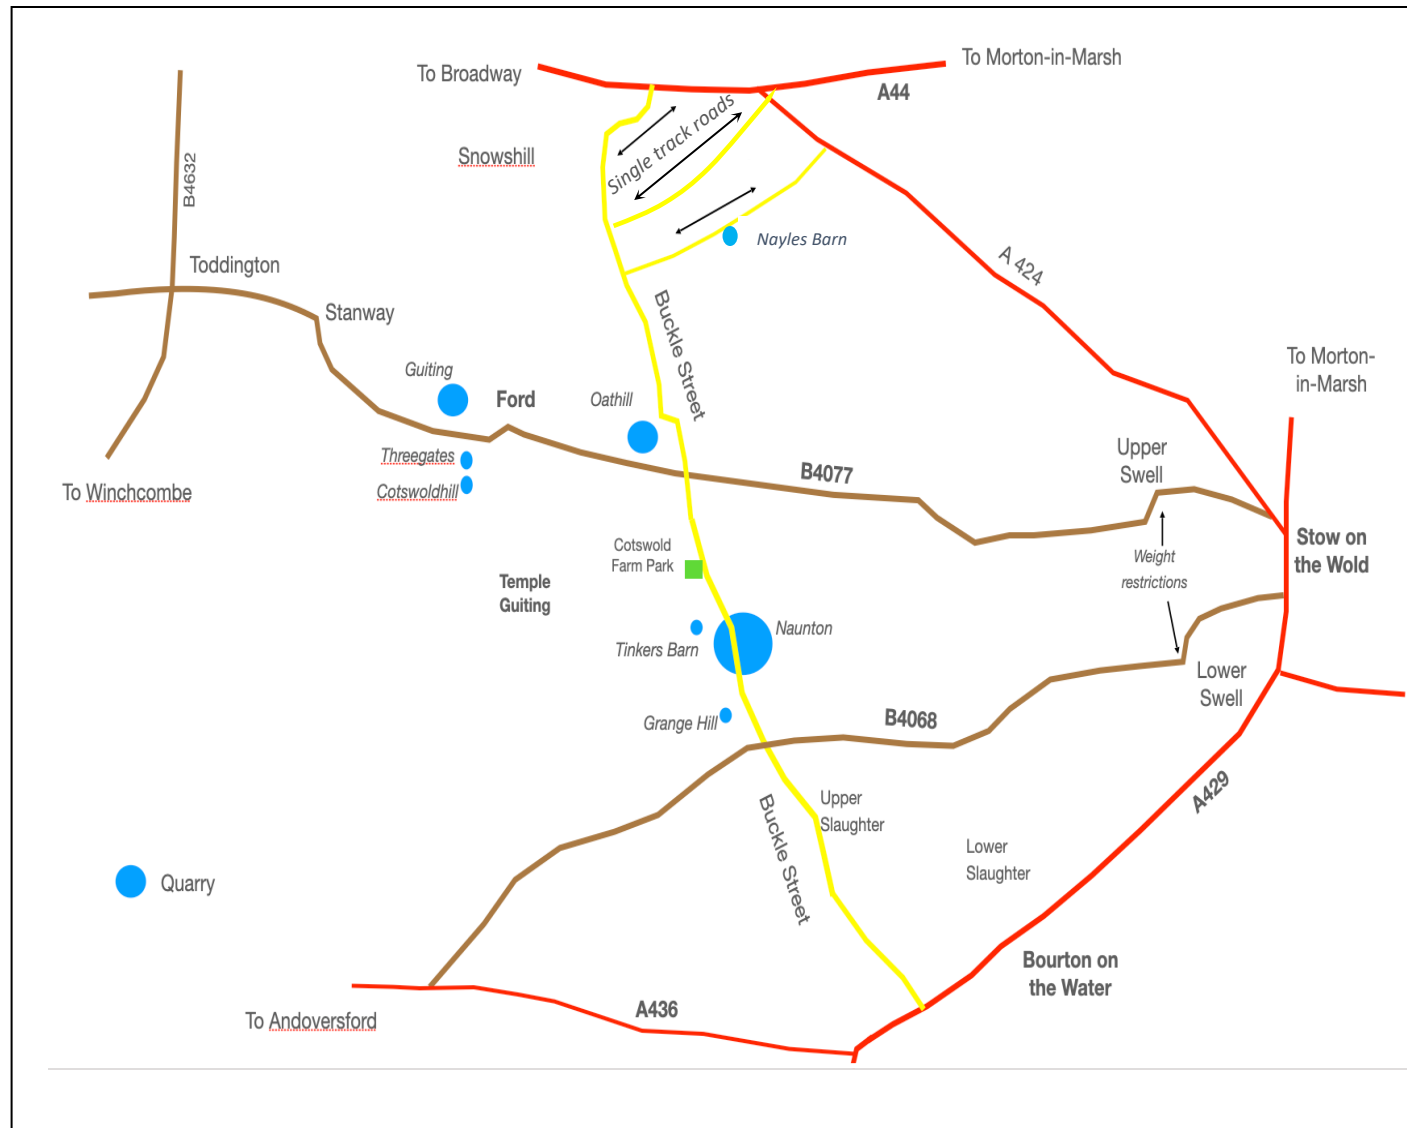 To Broadway
To Morton-in-Marsh
A44
Snowshill
Single track roads
B4632
Nayles Barn
A 424
Toddington
Stanway
Buckle Street
To Morton-
in-Marsh
Guiting
Ford
Oathill
Threegates
Cotswoldhill
To Winchcombe
B4077
Upper
Swell
Weight
restrictions
Stow on
the Wold
Cotswold
Farm Park
Temple
Guiting
Tinkers Barn
Naunton
Grange Hill
B4068
Lower
Swell
Buckle Street
Upper
Slaughter
Lower
Slaughter
A429
Quarry
Bourton on
the Water
A436
To Andoversford